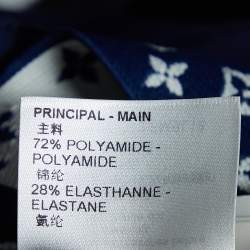 PRINCIPAL - MAIN
主料
72% POLYAMIDE -
POLYAMIDE
锦纶
28% ELASTHANNE -
ELASTANE
氨纶